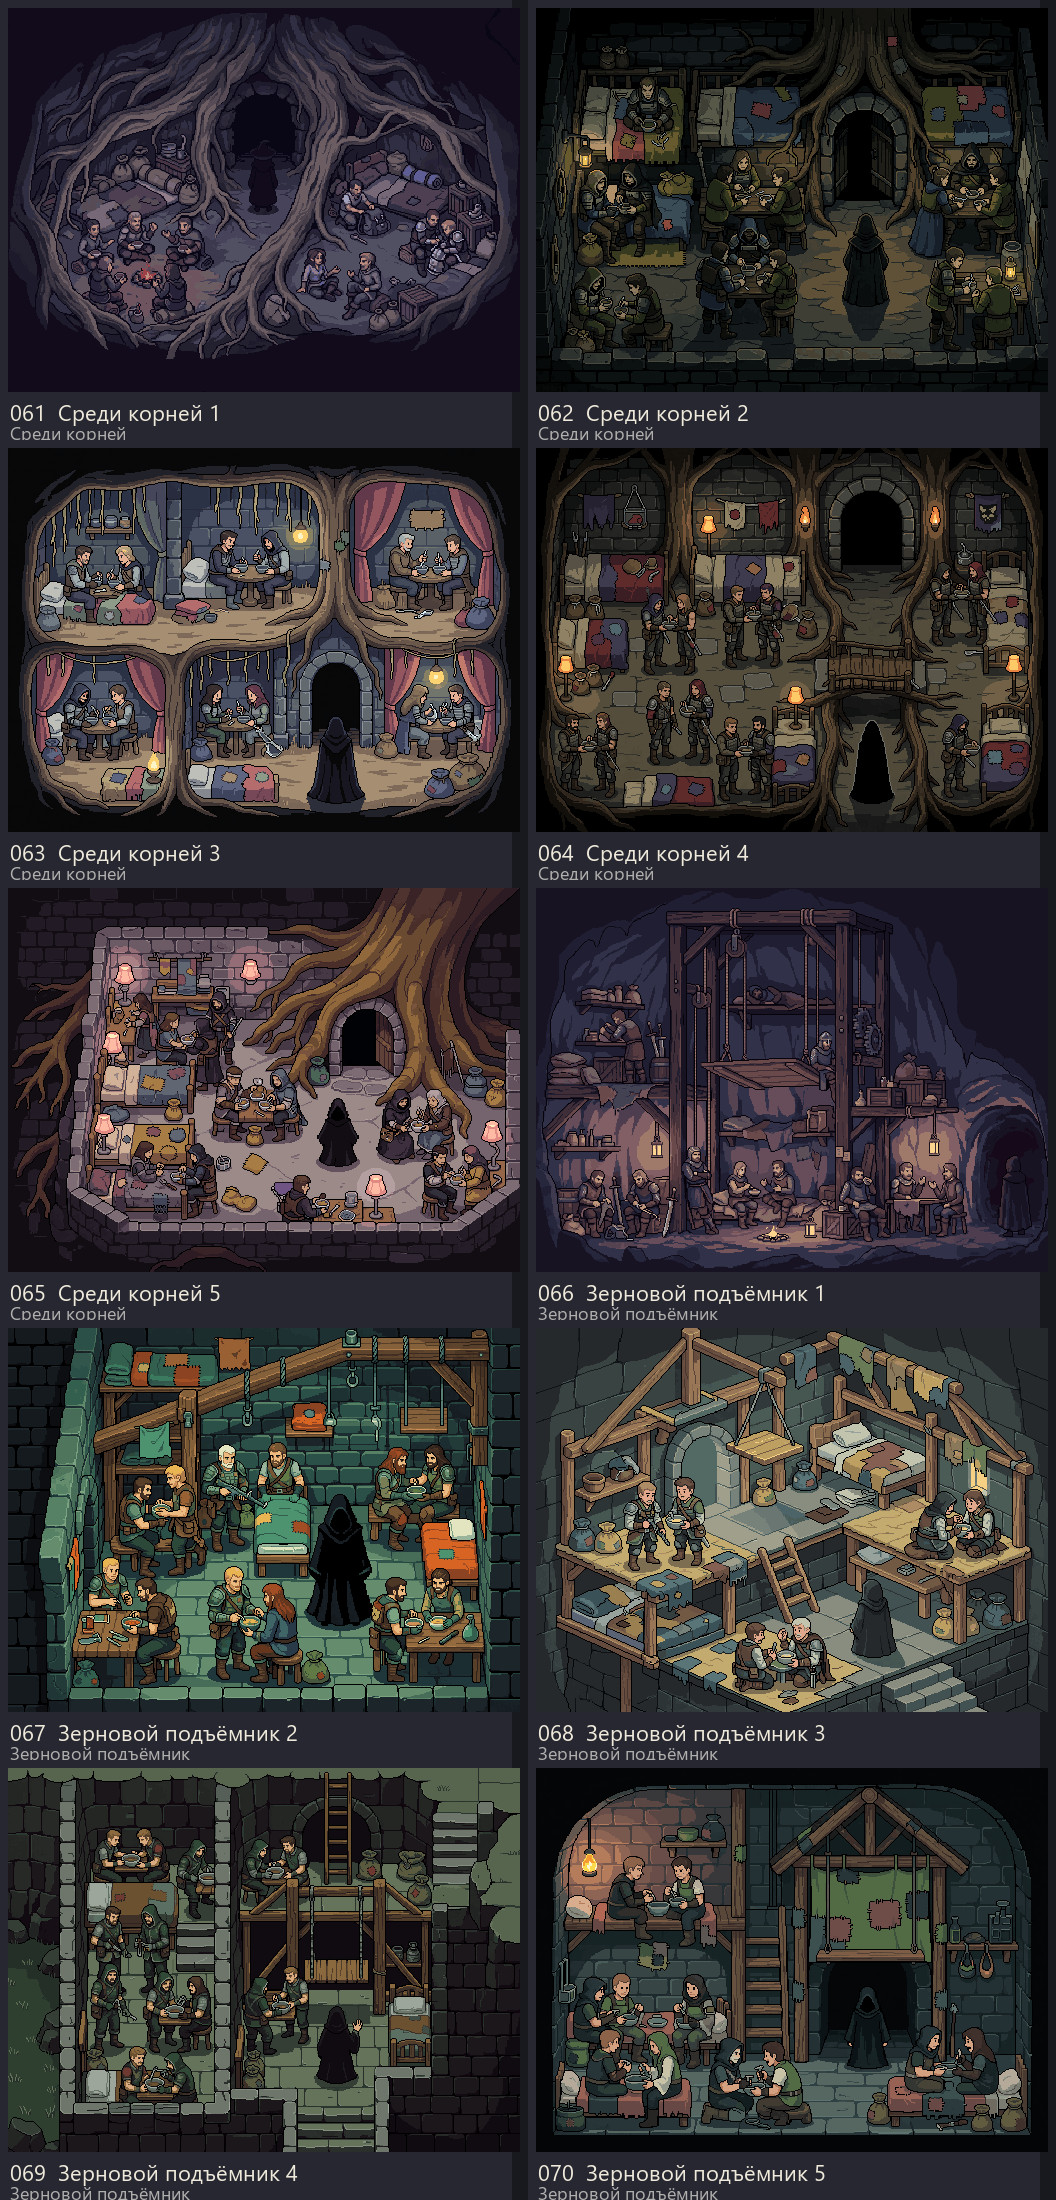 061 Среди корней 1
Среди корней
062 Среди корней 2
Среди корней
063 Среди корней 3
Среди корней
064 Среди корней 4
Среди корней
065 Среди корней 5
Среди корней
066 Зерновой подъёмник 1
Зерновой подъёмник
067 Зерновой подъёмник 2
Зерновой подъёмник
068 Зерновой подъёмник 3
Зерновой подъёмник
069 Зерновой подъёмник 4
Зерновой подъёмник
070 Зерновой подъёмник 5
Зерновой подъёмник